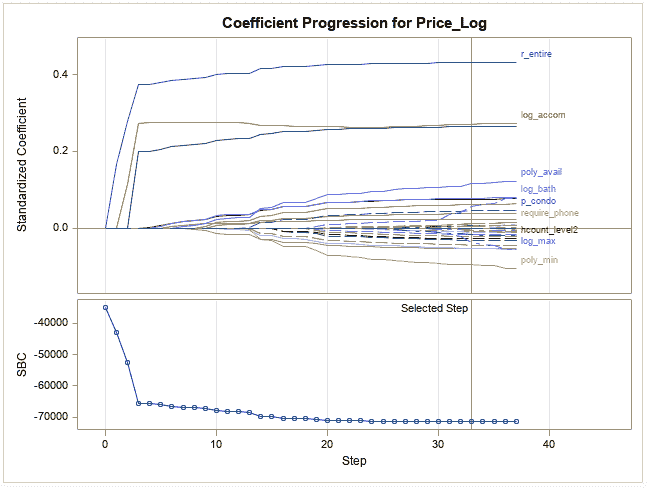 Coefficient Progression for Price_Log
Standardized Coefficient
0.4
0.2
0.0
r_entire
log_accom
poly_avail
log_bath
p_condo
require_phone
hcount_level2
log_max
poly_min
Selected Step
SBC
-40000
-50000
-60000
-70000
0
10
20
30
40
Step